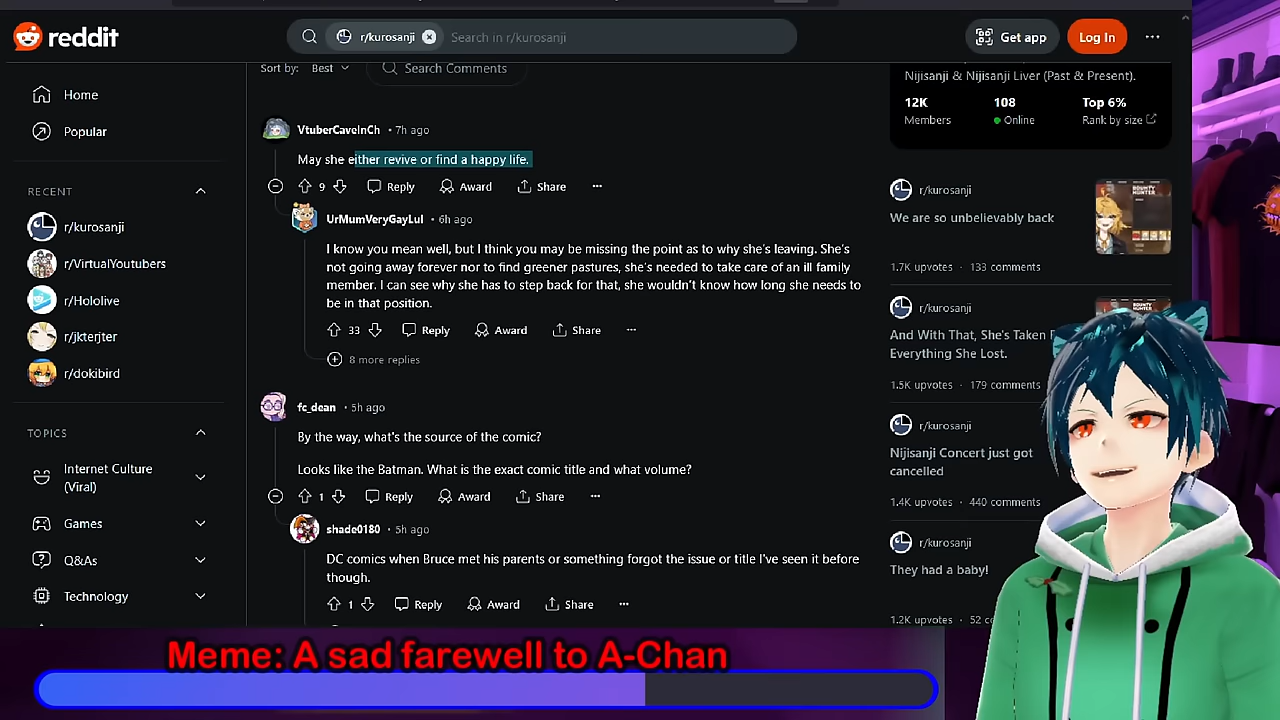 reddit
r/kurosanji
Search in r/kurosanji
Get app
Log In
Home
Popular
RECENT
r/kurosanji
r/VirtualYoutubers
r/Hololive
r/jkterjter
r/dokibird
TOPICS
Internet Culture
(Viral)
Games
Q&As
Technology
Sort by:
Best
Search Comments
VtuberCaveInCh • 7h ago
May she either revive or find a happy life.
9
Reply
Award
Share
UrMumVeryGayLul • 6h ago
I know you mean well, but I think you may be missing the point as to why she's leaving. She's
not going away forever nor to find greener pastures, she's needed to take care of an ill family
member. I can see why she has to step back for that, she wouldn't know how long she needs to
be in that position.
33
Reply
Award
Share
8 more replies
fc_dean • 5h ago
By the way, what's the source of the comic?
Looks like the Batman. What is the exact comic title and what volume?
1
Reply
Award
Share
shade0180 • 5h ago
DC comics when Bruce met his parents or something forgot the issue or title I've seen it before
though.
1
Reply
Award
Share
Nijisanji & Nijisanji Liver (Past & Present).
12K
Members
108
Online
Top 6%
Rank by size
r/kurosanji
We are so unbelievably back
1.7K upvotes · 133 comments
r/kurosanji
And With That, She's Taken
Everything She Lost.
1.5K upvotes · 179 comments
r/kurosanji
Nijisanji Concert just got
cancelled
1.4K upvotes · 440 comments
r/kurosanji
They had a baby!
1.2K upvotes · 52
Meme: A sad farewell to A-Chan